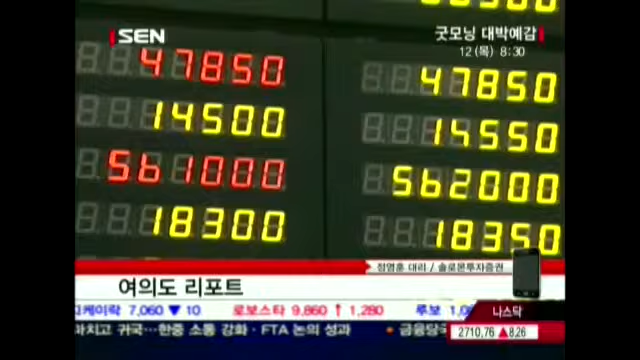 SEN
굿모닝 대박예감
12(목) 8:30
47850 47850
14500 14550
561000 562000
18300 18350
정영훈 대리 / 솔로몬투자증권
여의도 리포트
케이락 7,060 ▼ 10 로보스타 9,860 ↑ 1,280 루보
나스닥
귀국…한중 소통 강화·FTA 논의 성과 • 금융당국
2710.76 ▲8.26